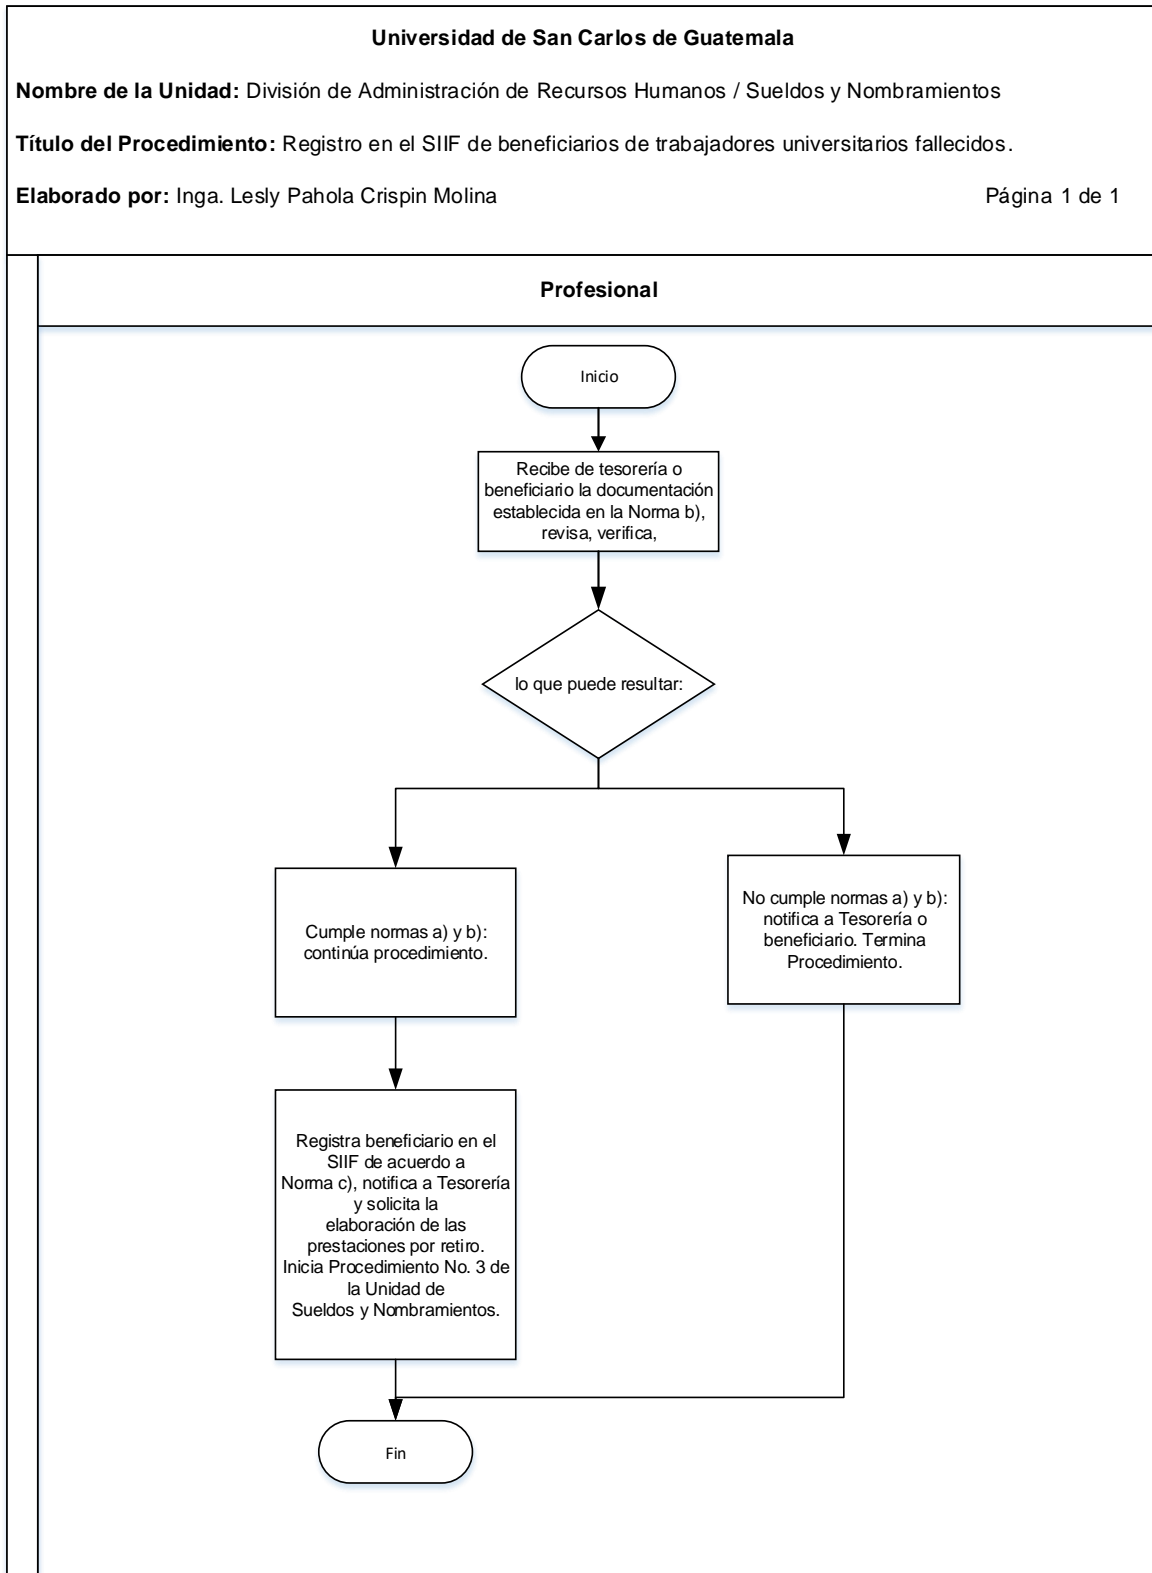 Universidad de San Carlos de Guatemala
Nombre de la Unidad: División de Administración de Recursos Humanos / Sueldos y Nombramientos
Título del Procedimiento: Registro en el SIIF de beneficiarios de trabajadores universitarios fallecidos.
Elaborado por: Inga. Lesly Pahola Crispin Molina Página 1 de 1
Profesional
Inicio
Recibe de tesorería o
beneficiario la documentación
establecida en la Norma b),
revisa, verifica,
lo que puede resultar:
Cumple normas a) y b):
continúa procedimiento.
No cumple normas a) y b):
notifica a Tesorería o
beneficiario. Termina
Procedimiento.
Registra beneficiario en el
SIIF de acuerdo a
Norma c), notifica a Tesorería
y solicita la
elaboración de las
prestaciones por retiro.
Inicia Procedimiento No. 3 de
la Unidad de
Sueldos y Nombramientos.
Fin